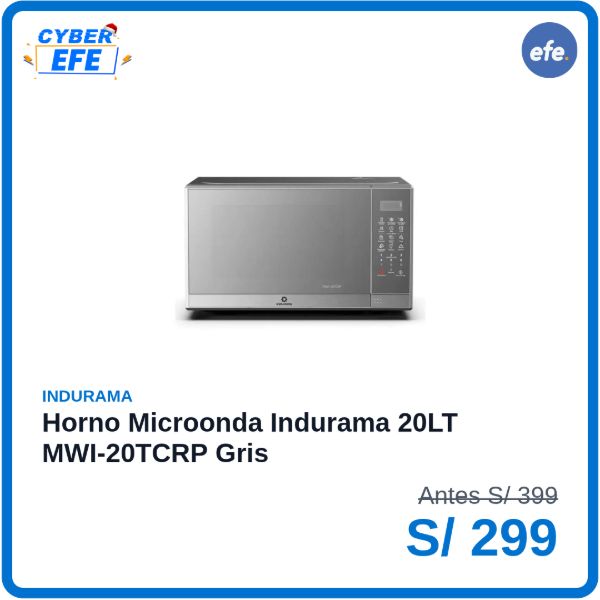 CYBER
EFE
efe.
INDURAMA
Horno Microonda Indurama 20LT
MWI-20TCRP Gris
Antes S/ 399
S/ 299